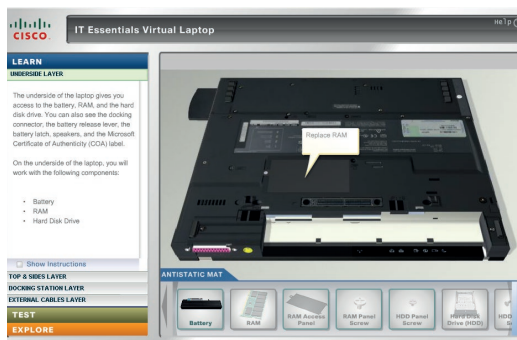 CISCO
IT Essentials Virtual Laptop
Help
LEARN
UNDERSIDE LAYER
The underside of the laptop gives you
access to the battery, RAM, and the hard
disk drive. You can also see the docking
connector, the battery release lever, the
battery latch, speakers, and the Microsoft
Certificate of Authenticity (COA) label.
On the underside of the laptop, you will
work with the following components:
• Battery
• RAM
• Hard Disk Drive
Show Instructions
TOP & SIDES LAYER
DOCKING STATION LAYER
EXTERNAL CABLES LAYER
TEST
EXPLORE
Replace RAM
ANTISTATIC MAT
Battery
RAM
RAM Access
Panel
RAM Panel
Screw
HDD Panel
Screw
Hard Disk
Drive (HDD)
HDD